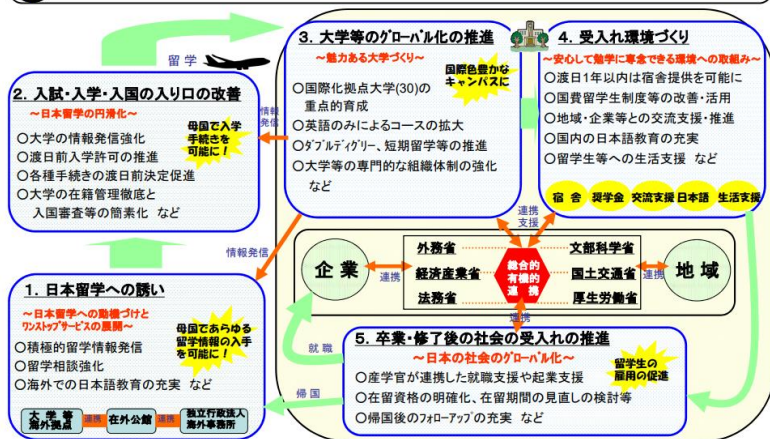 3. 大学等のグローバル化の推進
～魅力ある大学づくり～
国際色豊かな
キャンパスに
○国際化拠点大学(30)の
重点的育成
○英語のみによるコースの拡大
○ダブルディグリー、短期留学等の推進
○大学等の専門的な組織体制の強化
など
4. 受入れ環境づくり
～安心して勉学に専念できる環境への取組み～
○渡日1年以内は宿舎提供を可能に
○国費留学生制度等の改善・活用
○地域・企業等との交流支援・推進
○国内の日本語教育の充実
○留学生等への生活支援 など
宿舎 奨学金 交流支援 日本語 生活支援
留学
2. 入試・入学・入国の入り口の改善
～日本留学の円滑化～
母国で入学
手続きを
可能に！
○大学の情報発信強化
○渡日前入学許可の推進
○各種手続きの渡日前決定促進
○大学の在籍管理徹底と
入国審査等の簡素化 など
情報
発信
情報発信
連携
支援
企業
連携
外務省
経済産業省
法務省
総合的
有機的
連携
文部科学省
国土交通省
厚生労働省
連携
地域
連携
1. 日本留学への誘い
～日本留学への動機づけと
ワンストップサービスの展開～
母国であらゆる
留学情報の入手
を可能に！
○積極的留学情報発信
○留学相談強化
○海外での日本語教育の充実 など
大学等
海外拠点
連携
在外公館
連携
独立行政法人
海外事務所
就職
帰国
5. 卒業・修了後の社会の受入れの推進
～日本の社会のグローバル化～
留学生の
雇用の促進
○産学官が連携した就職支援や起業支援
○在留資格の明確化、在留期間の見直しの検討等
○帰国後のフォローアップの充実 など